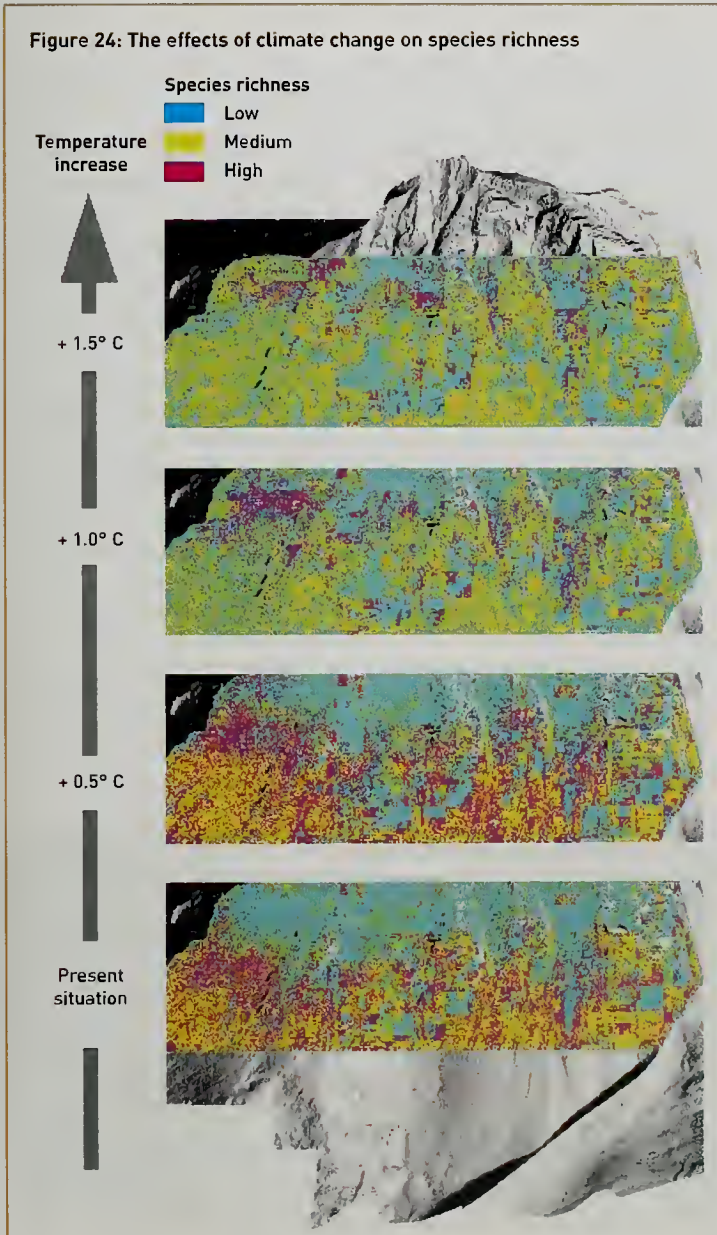 Figure 24: The effects of climate change on species richness
Species richness
Low
Medium
High
Temperature
increase
+ 1.5° C
+ 1.0° C
+ 0.5° C
Present
situation